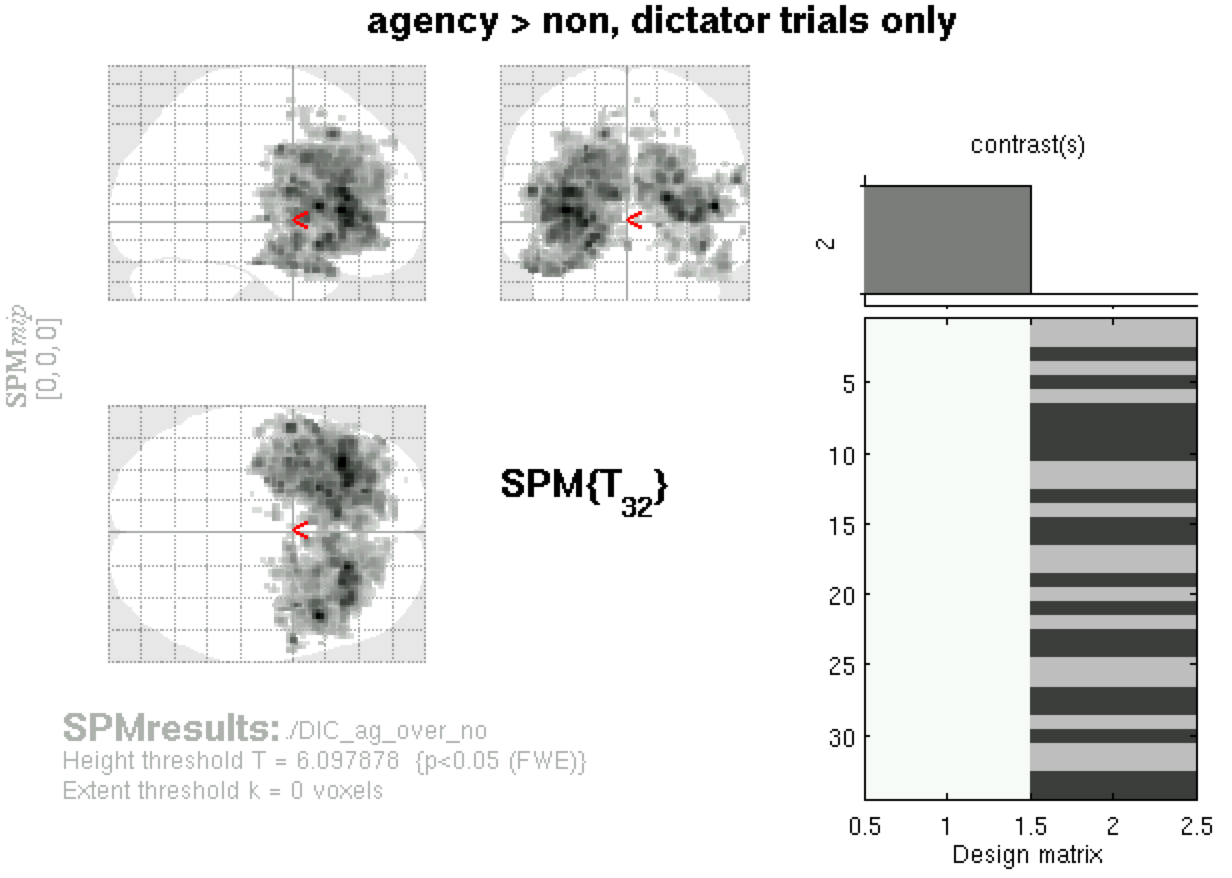 agency > non, dictator trials only
contrast(s)
2
SPMmip
[0, 0, 0]
SPM{T32}
5
10
15
20
25
30
0.5 1 1.5 2 2.5
Design matrix
SPMresults: ./DIC_ag_over_no
Height threshold T = 6.097878 {p<0.05 (FWE)}
Extent threshold k = 0 voxels